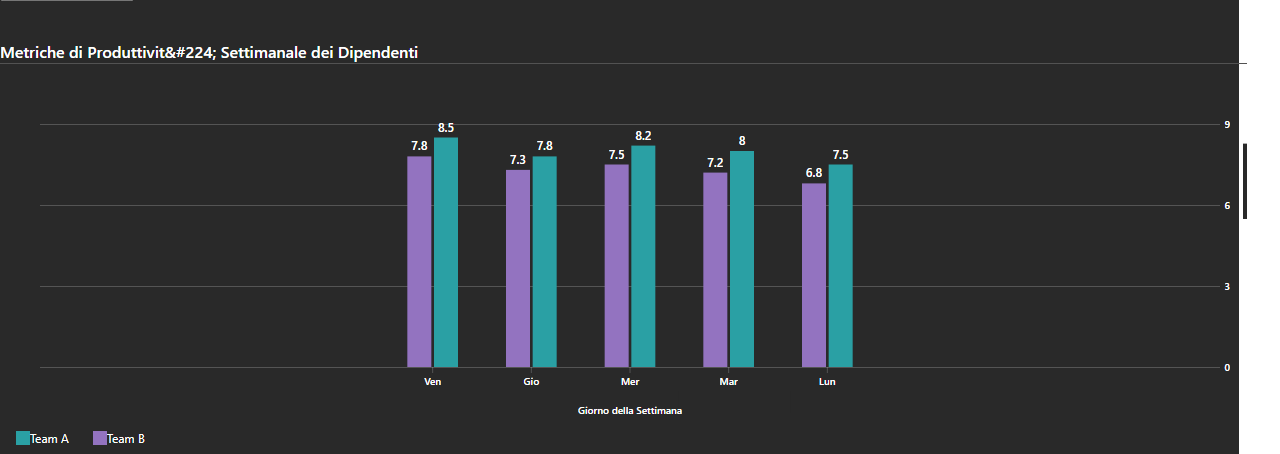 Metriche di Produttivit&#224; Settimanale dei Dipendenti
9
6
3
0
7.8
8.5
7.3
7.8
7.5
8.2
7.2
8
6.8
7.5
Ven
Gio
Mer
Mar
Lun
Giorno della Settimana
Team A
Team B